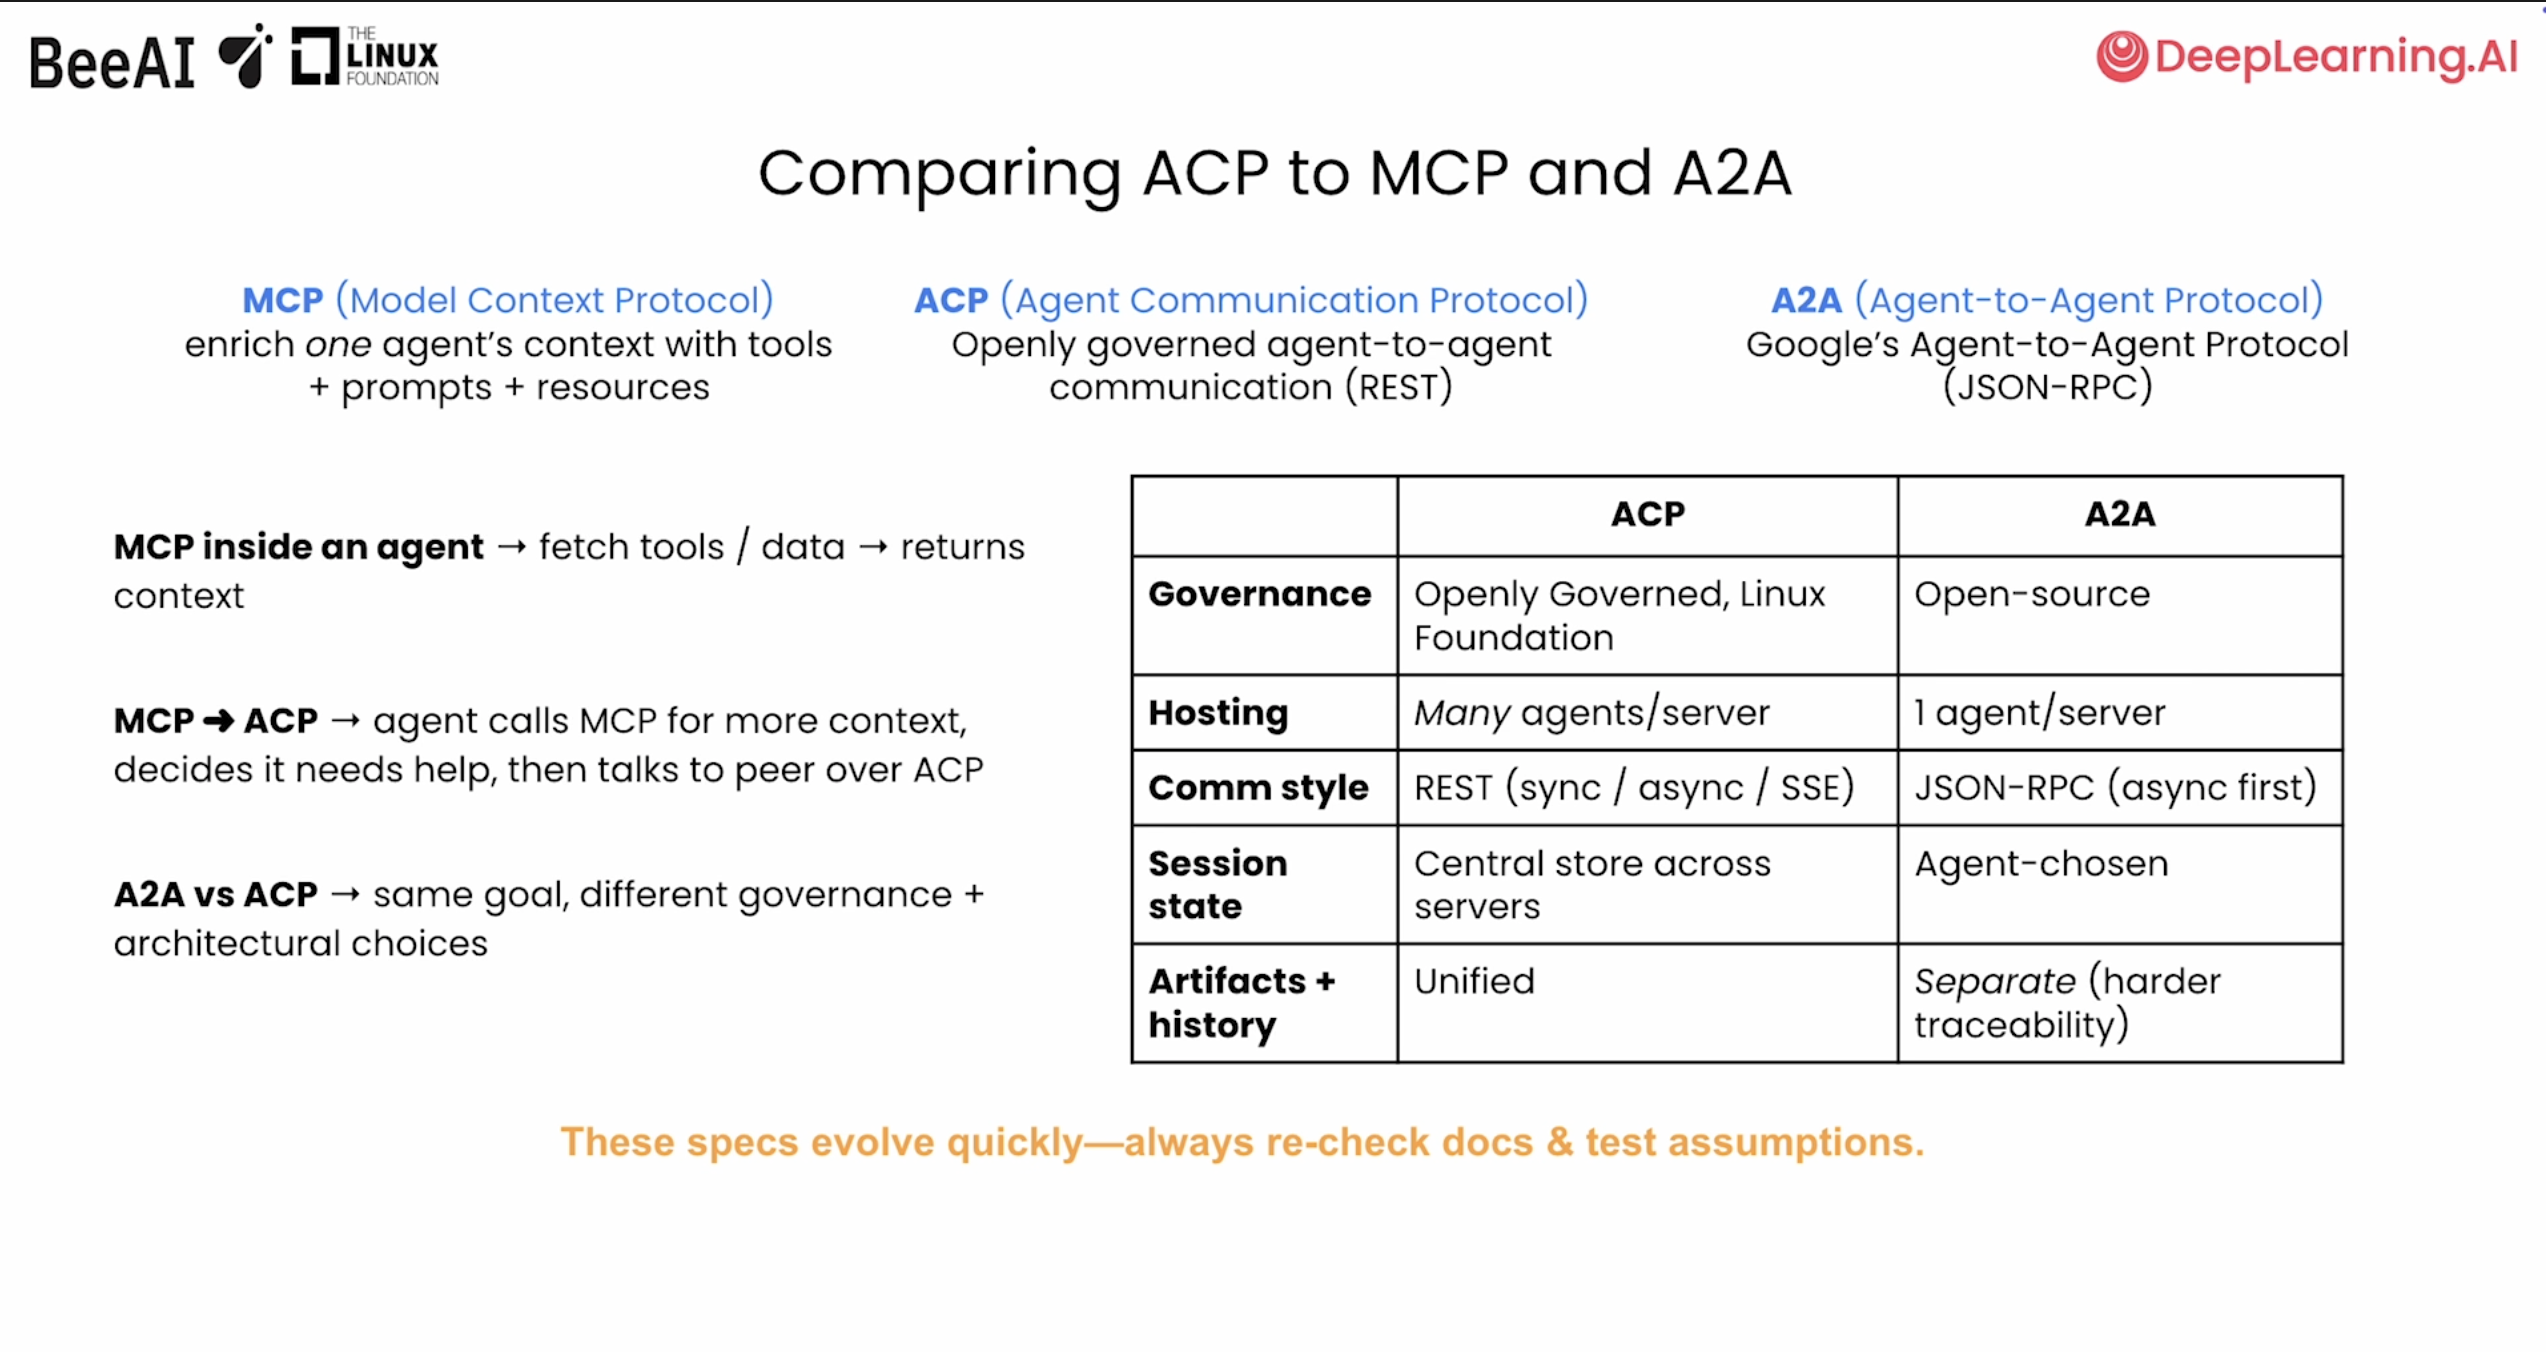 BeeAI
THE
LINUX
FOUNDATION
DeepLearning.AI
Comparing ACP to MCP and A2A
MCP (Model Context Protocol)
enrich one agent's context with tools
+ prompts + resources
ACP (Agent Communication Protocol)
Openly governed agent-to-agent
communication (REST)
A2A (Agent-to-Agent Protocol)
Google's Agent-to-Agent Protocol
(JSON-RPC)
MCP inside an agent → fetch tools / data → returns
context
MCP ➜ ACP → agent calls MCP for more context,
decides it needs help, then talks to peer over ACP
A2A vs ACP → same goal, different governance +
architectural choices
ACP
A2A
Governance
Openly Governed, Linux
Foundation
Open-source
Hosting
Many agents/server
1 agent/server
Comm style
REST (sync / async / SSE)
JSON-RPC (async first)
Session
state
Central store across
servers
Agent-chosen
Artifacts +
history
Unified
Separate (harder
traceability)
These specs evolve quickly—always re-check docs & test assumptions.